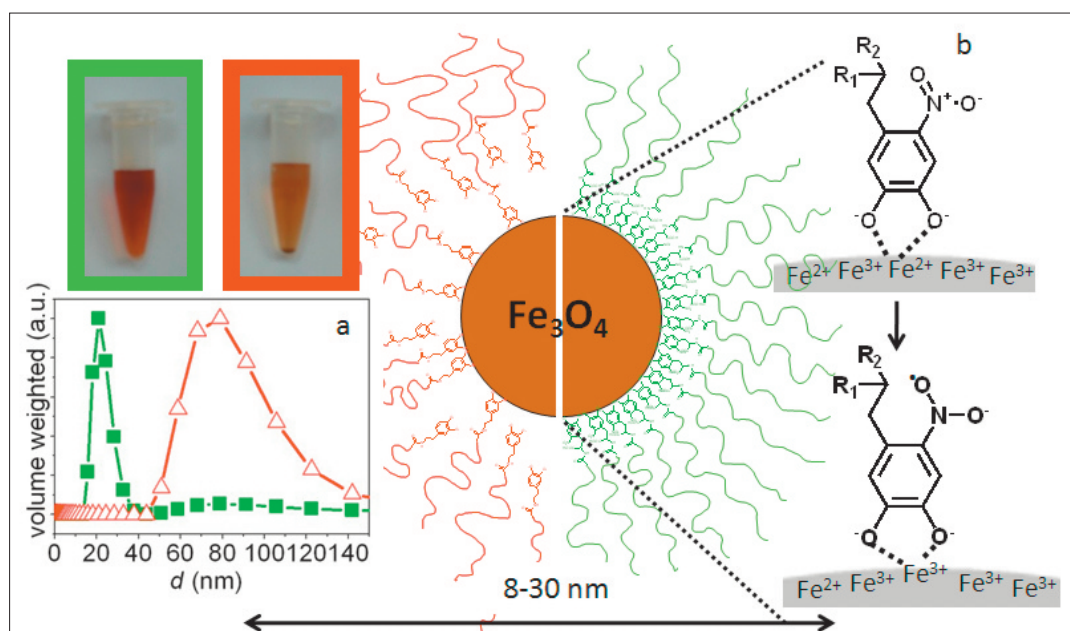 R₂
R₁
b
O
N⁺
O⁻
⁻O
O⁻
Fe²⁺ Fe³⁺ Fe²⁺ Fe³⁺ Fe³⁺
Fe₃O₄
a
volume weighted (a.u.)
0 20 40 60 80 100 120 140
d (nm)
R₂
R₁
·O
N
O⁻
⁻O
O⁻
Fe²⁺ Fe³⁺ Fe³⁺ Fe³⁺ Fe³⁺
8-30 nm